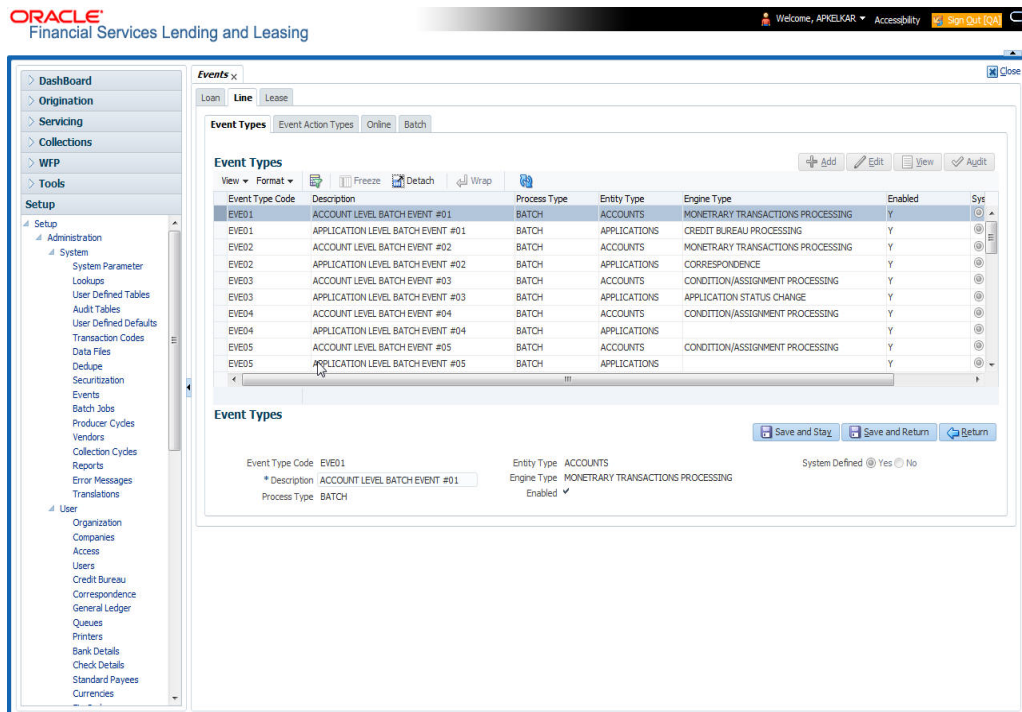 ORACLE
Financial Services Lending and Leasing
Welcome, APKELKAR
Accessibility
Sign Out [QA]
DashBoard
Origination
Servicing
Collections
WFP
Tools
Setup
Setup
Administration
System
System Parameter
Lookups
User Defined Tables
Audit Tables
User Defined Defaults
Transaction Codes
Data Files
Dedupe
Securitization
Events
Batch Jobs
Producer Cycles
Vendors
Collection Cycles
Reports
Error Messages
Translations
User
Organization
Companies
Access
Users
Credit Bureau
Correspondence
General Ledger
Queues
Printers
Bank Details
Check Details
Standard Payees
Currencies
Events
Close
Loan Line Lease
Event Types Event Action Types Online Batch
Event Types
Add Edit View Audit
View Format Freeze Detach Wrap
Event Type Code Description Process Type Entity Type Engine Type Enabled Sys
EVE01 ACCOUNT LEVEL BATCH EVENT #01 BATCH ACCOUNTS MONETRARY TRANSACTIONS PROCESSING Y
EVE01 APPLICATION LEVEL BATCH EVENT #01 BATCH APPLICATIONS CREDIT BUREAU PROCESSING Y
EVE02 ACCOUNT LEVEL BATCH EVENT #02 BATCH ACCOUNTS MONETRARY TRANSACTIONS PROCESSING Y
EVE02 APPLICATION LEVEL BATCH EVENT #02 BATCH APPLICATIONS CORRESPONDENCE Y
EVE03 ACCOUNT LEVEL BATCH EVENT #03 BATCH ACCOUNTS CONDITION/ASSIGNMENT PROCESSING Y
EVE03 APPLICATION LEVEL BATCH EVENT #03 BATCH APPLICATIONS APPLICATION STATUS CHANGE Y
EVE04 ACCOUNT LEVEL BATCH EVENT #04 BATCH ACCOUNTS CONDITION/ASSIGNMENT PROCESSING Y
EVE04 APPLICATION LEVEL BATCH EVENT #04 BATCH APPLICATIONS Y
EVE05 ACCOUNT LEVEL BATCH EVENT #05 BATCH ACCOUNTS CONDITION/ASSIGNMENT PROCESSING Y
EVE05 APPLICATION LEVEL BATCH EVENT #05 BATCH APPLICATIONS Y
Event Types
Save and Stay Save and Return Return
Event Type Code EVE01 Entity Type ACCOUNTS System Defined Yes No
* Description ACCOUNT LEVEL BATCH EVENT #01 Engine Type MONETRARY TRANSACTIONS PROCESSING
Process Type BATCH Enabled